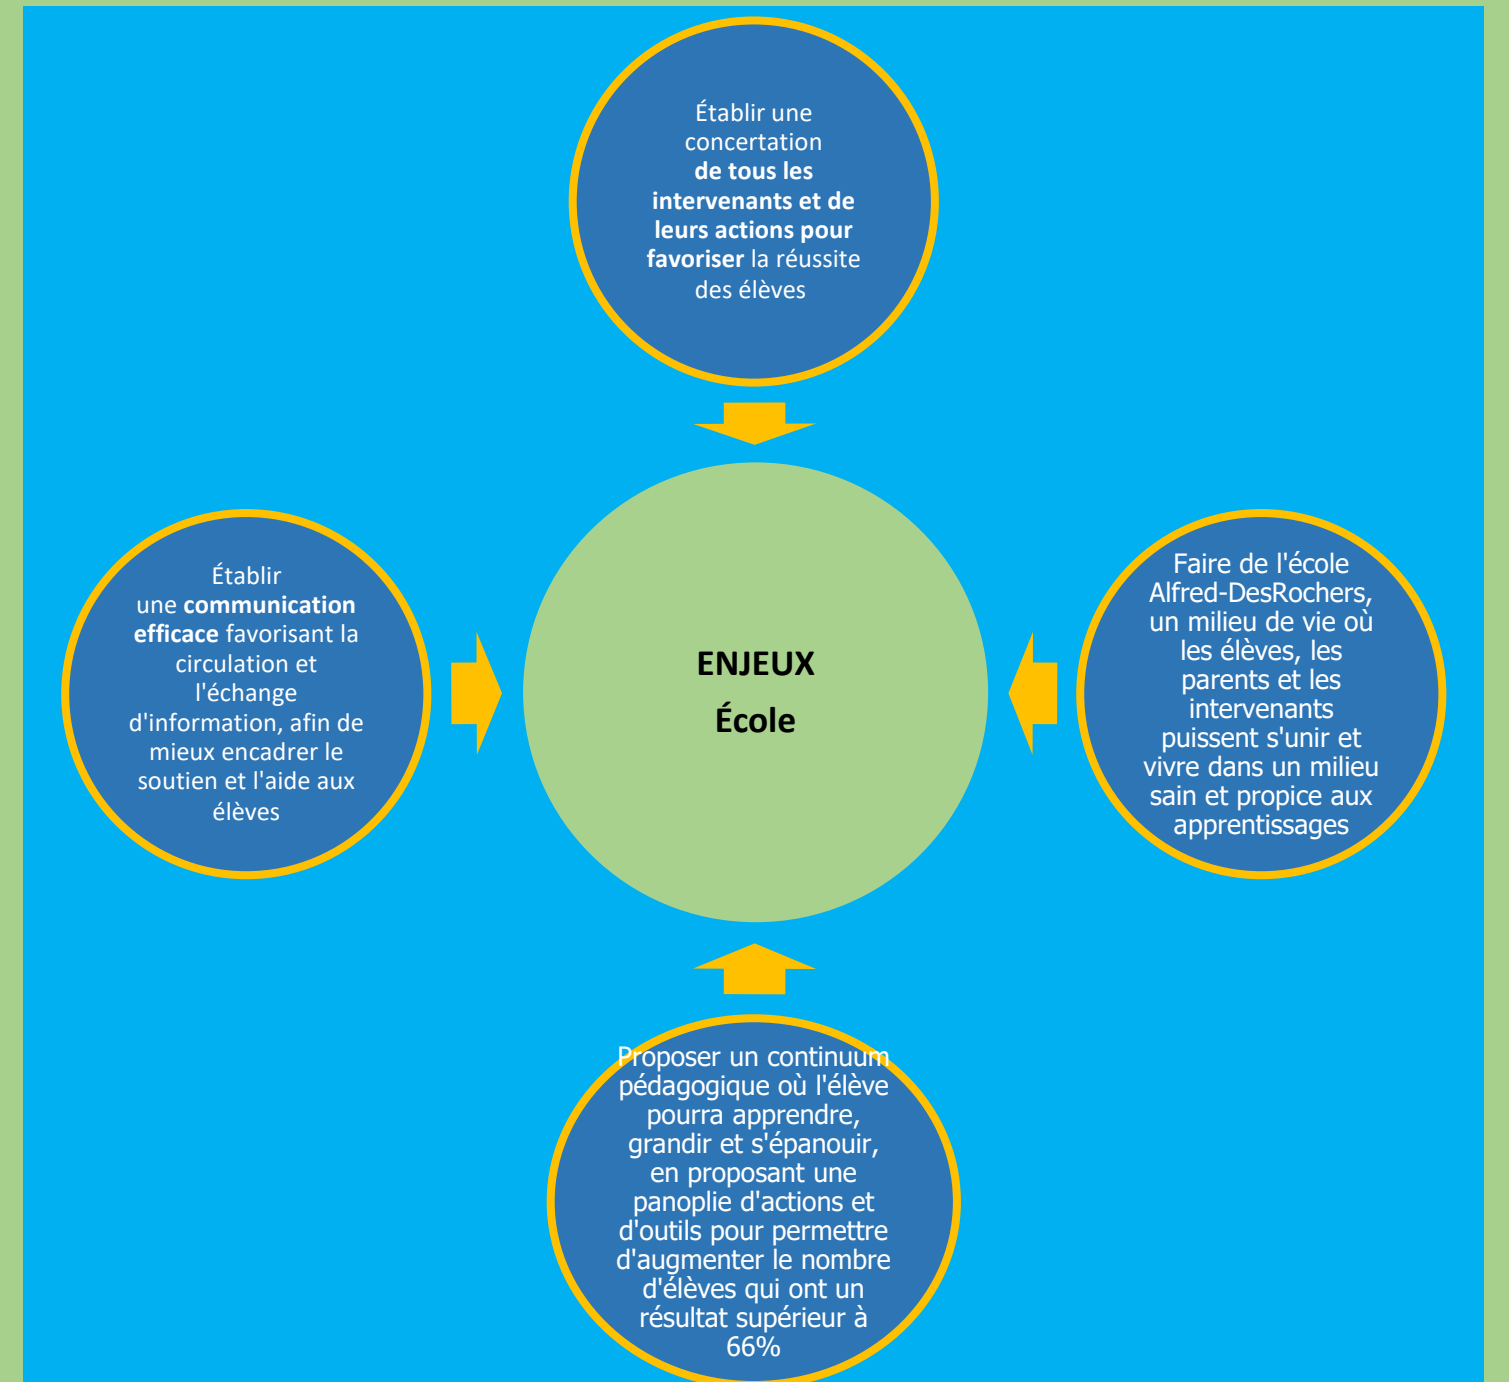 Établir une
concertation
de tous les
intervenants et de
leurs actions pour
favoriser la réussite
des élèves
Établir
une communication
efficace favorisant la
circulation et
l'échange
d'information, afin de
mieux encadrer le
soutien et l'aide aux
élèves
ENJEUX
École
Faire de l'école
Alfred-DesRochers,
un milieu de vie où
les élèves, les
parents et les
intervenants
puissent s'unir et
vivre dans un milieu
sain et propice aux
apprentissages
Proposer un continuum
pédagogique où l'élève
pourra apprendre,
grandir et s'épanouir,
en proposant une
panoplie d'actions et
d'outils pour permettre
d'augmenter le nombre
d'élèves qui ont un
résultat supérieur à
66%